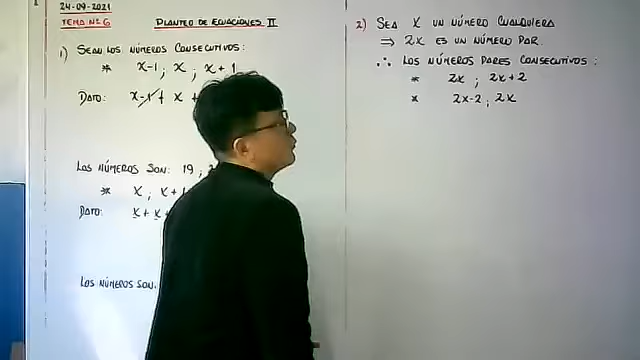 24-09-2021
TEMA Nº 6
PLANTEO DE ECUACIONES II
1) SEAN LOS NÚMEROS CONSECUTIVOS:
* x-1 ; x ; x+1
DATO: x-1 + x +
LOS NÚMEROS SON: 19 ;
* x ; x+1
DATO: x + x +
LOS NÚMEROS SON.
2) SEA X UN NÚMERO CUALQUIERA
⇒ 2x ES UN NÚMERO PAR.
∴ LOS NÚMEROS PARES CONSECUTIVOS :
* 2x ; 2x+2
* 2x-2 ; 2x